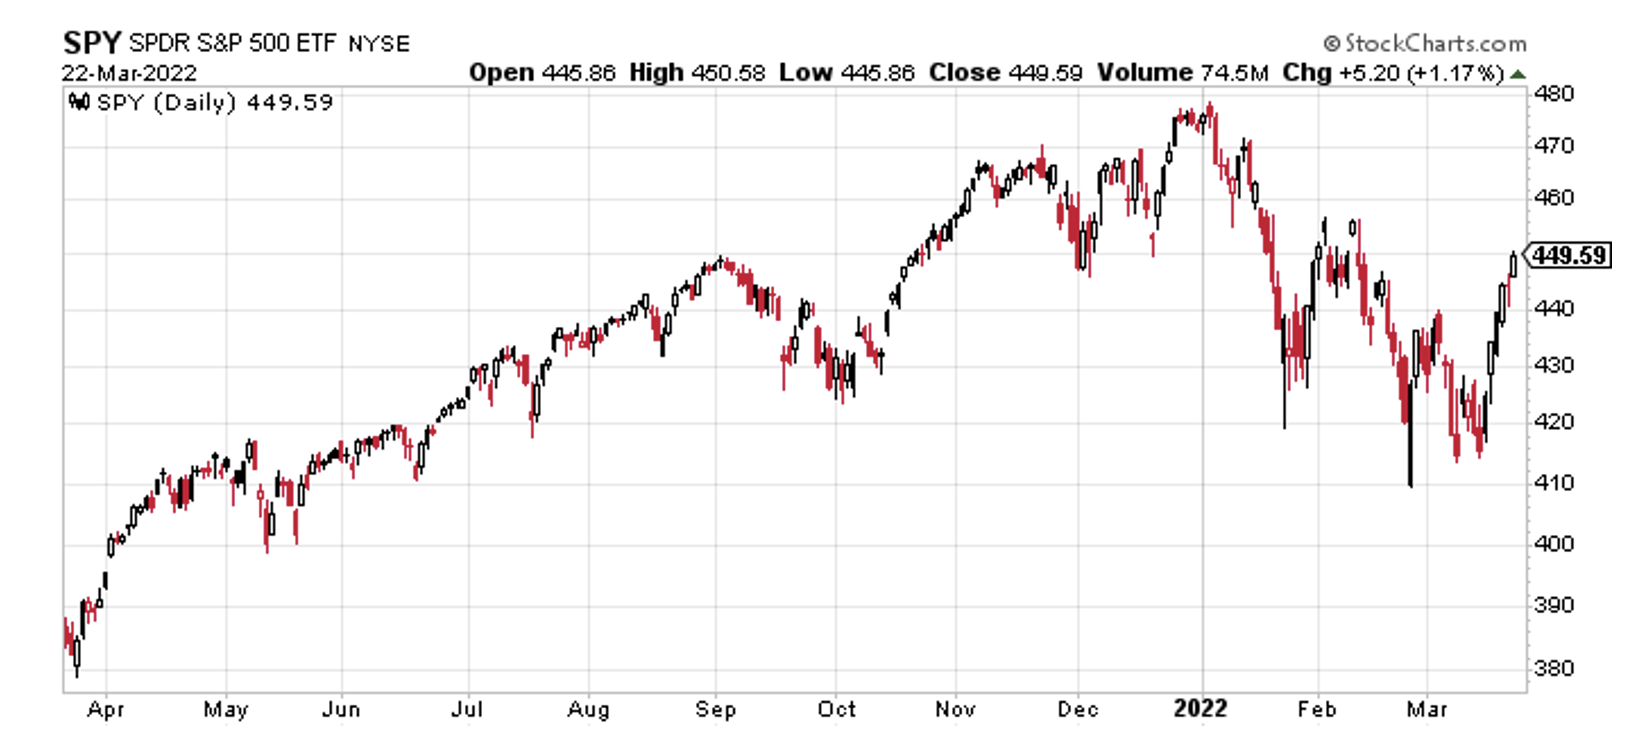 SPY SPDR S&P 500 ETF NYSE © StockCharts.com
22-Mar-2022 Open 445.86 High 450.58 Low 445.86 Close 449.59 Volume 74.5M Chg +5.20 (+1.17%)
SPY (Daily) 449.59
480
470
460
449.59
440
430
420
410
400
390
380
Apr May Jun Jul Aug Sep Oct Nov Dec 2022 Feb Mar